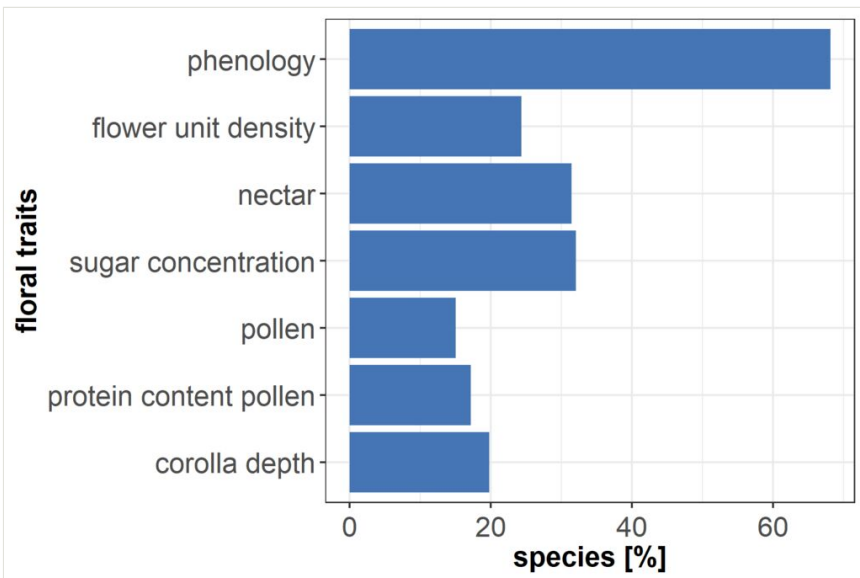 phenology
flower unit density
nectar
sugar concentration
pollen
protein content pollen
corolla depth
floral traits
0 20 40 60
species [%]